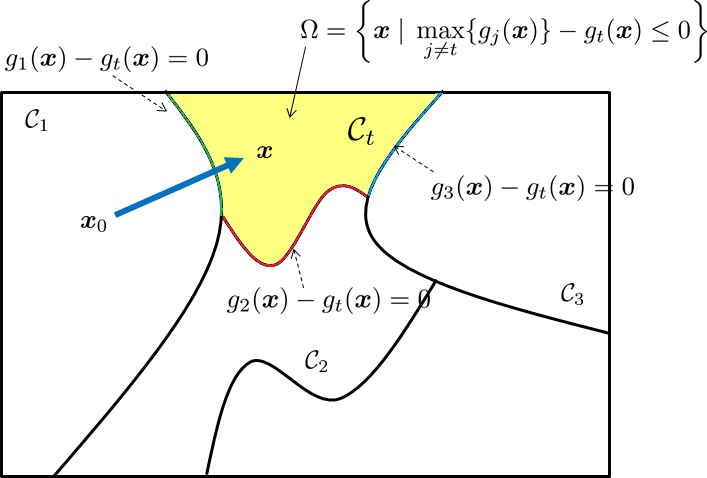 Ω = { x | max_{j≠t} {g_j(x)} − g_t(x) ≤ 0 }
g_1(x) − g_t(x) = 0
C_1
C_t
x
g_3(x) − g_t(x) = 0
x_0
g_2(x) − g_t(x) = 0
C_3
C_2